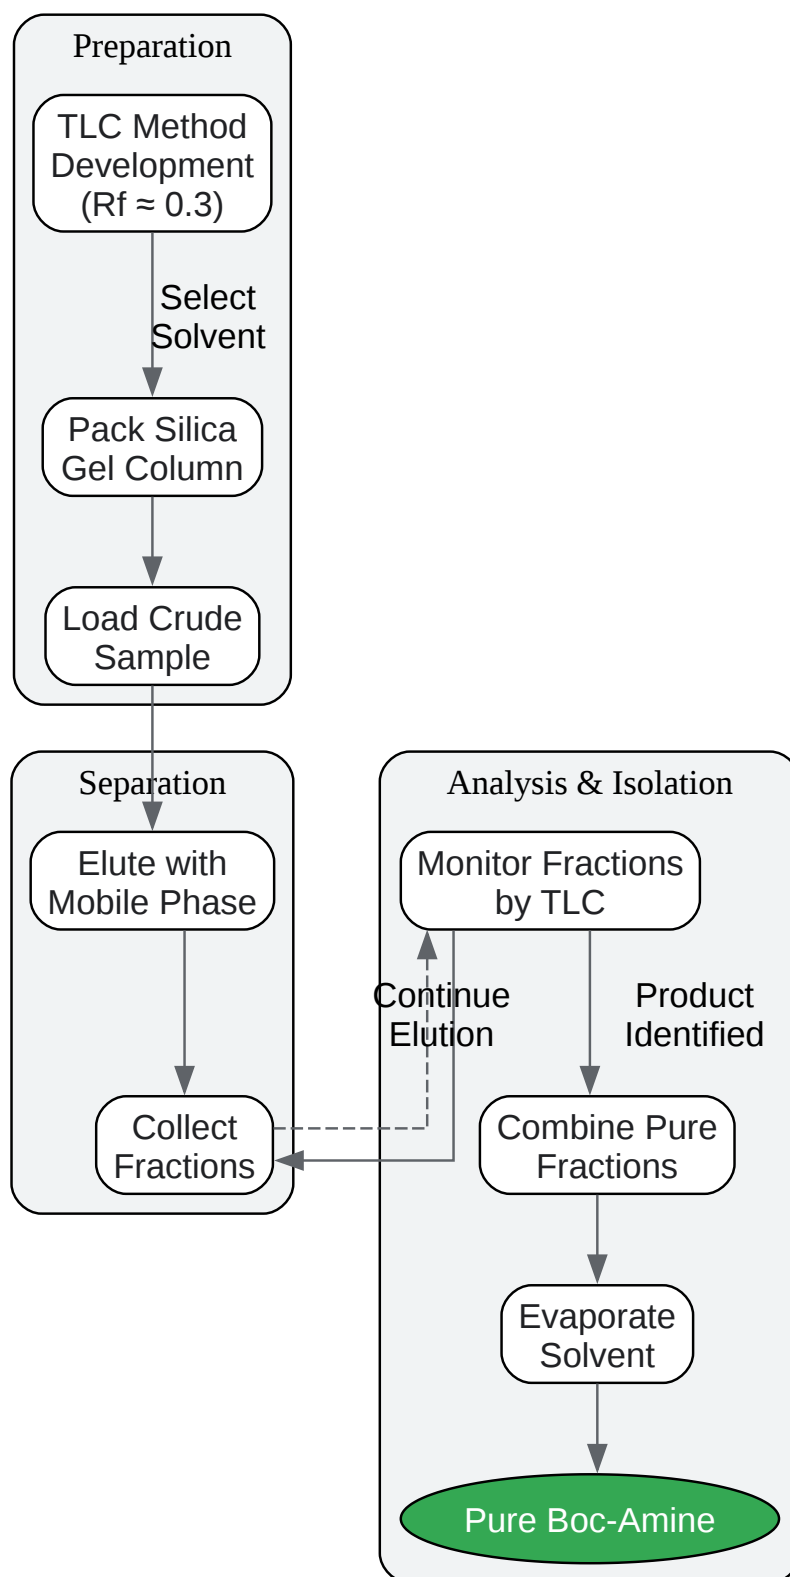 Preparation
TLC Method
Development
(Rf ≈ 0.3)
Select
Solvent
Pack Silica
Gel Column
Load Crude
Sample
Separation
Elute with
Mobile Phase
Collect
Fractions
Analysis & Isolation
Monitor Fractions
by TLC
Continue
Elution
Product
Identified
Combine Pure
Fractions
Evaporate
Solvent
Pure Boc-Amine